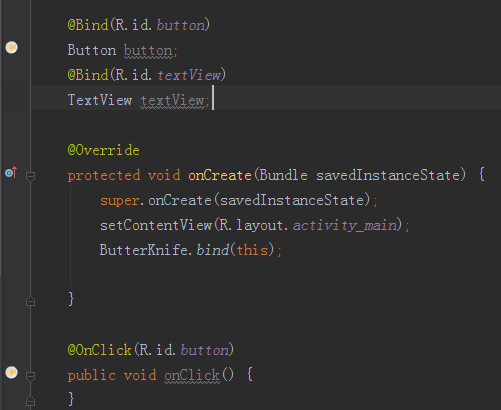 @Bind(R.id.button)
Button button;
@Bind(R.id.textView)
TextView textView;
@Override
protected void onCreate(Bundle savedInstanceState) {
super.onCreate(savedInstanceState);
setContentView(R.layout.activity_main);
ButterKnife.bind(this);
}
@OnClick(R.id.button)
public void onClick() {
}